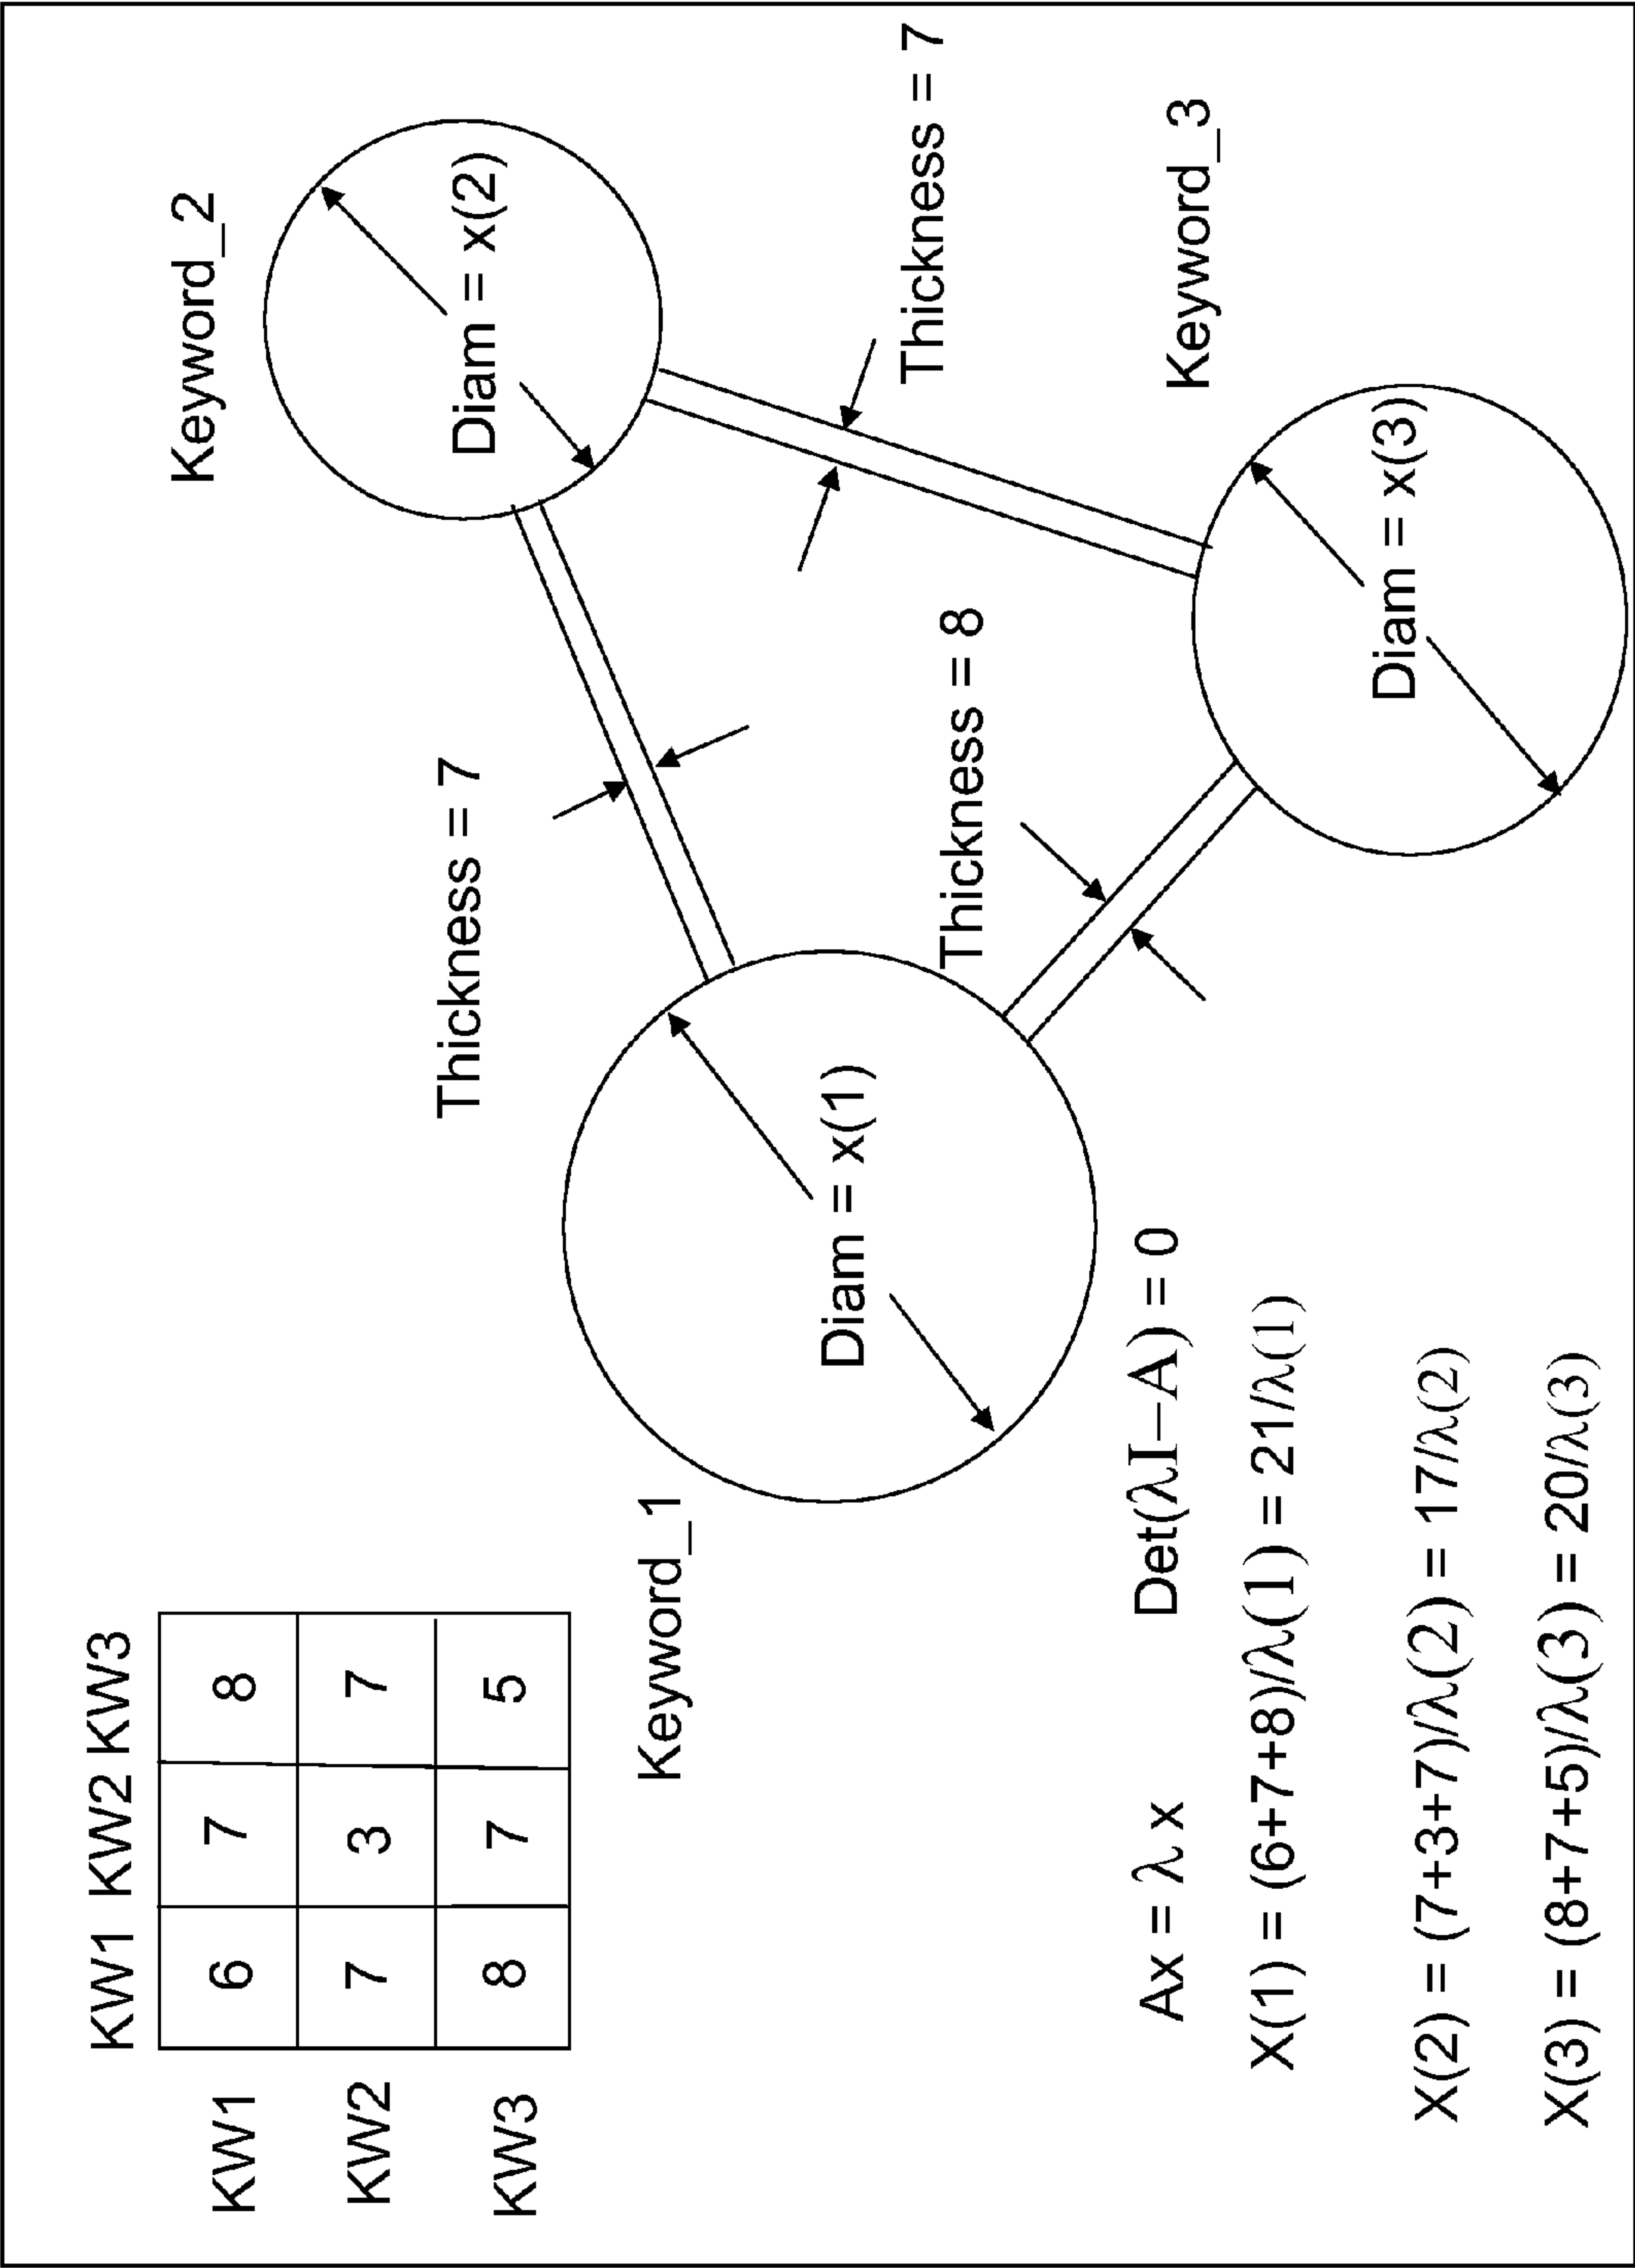 KW1 KW2 KW3
KW1 6 7 8
KW2 7 3 7
KW3 8 7 5
Keyword_1
Keyword_2
Keyword_3
Thickness = 7
Thickness = 8
Thickness = 7
Diam = x(1)
Diam = x(2)
Diam = x(3)
Ax = λ x
Det(λI–A) = 0
X(1) = (6+7+8)/λ(1) = 21/λ(1)
X(2) = (7+3+7)/λ(2) = 17/λ(2)
X(3) = (8+7+5)/λ(3) = 20/λ(3)